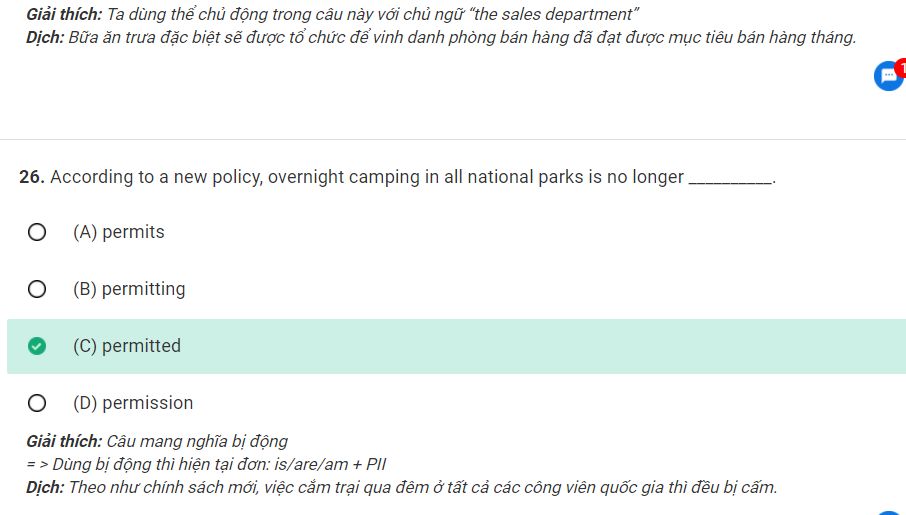 Giải thích: Ta dùng thể chủ động trong câu này với chủ ngữ “the sales department”
Dịch: Bữa ăn trưa đặc biệt sẽ được tổ chức để vinh danh phòng bán hàng đã đạt được mục tiêu bán hàng tháng.
1
26. According to a new policy, overnight camping in all national parks is no longer __________.
(A) permits
(B) permitting
(C) permitted
(D) permission
Giải thích: Câu mang nghĩa bị động
= > Dùng bị động thì hiện tại đơn: is/are/am + PII
Dịch: Theo như chính sách mới, việc cắm trại qua đêm ở tất cả các công viên quốc gia thì đều bị cấm.